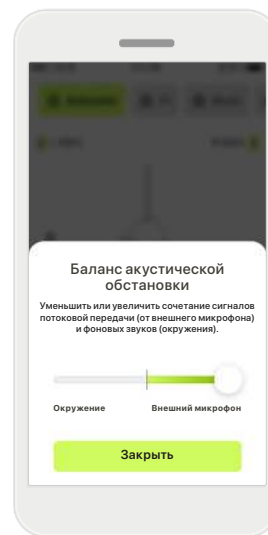 Баланс акустической
обстановки
Уменьшить или увеличить сочетание сигналов
потоковой передачи (от внешнего микрофона)
и фоновых звуков (окружения).
Окружение Внешний микрофон
Закрыть